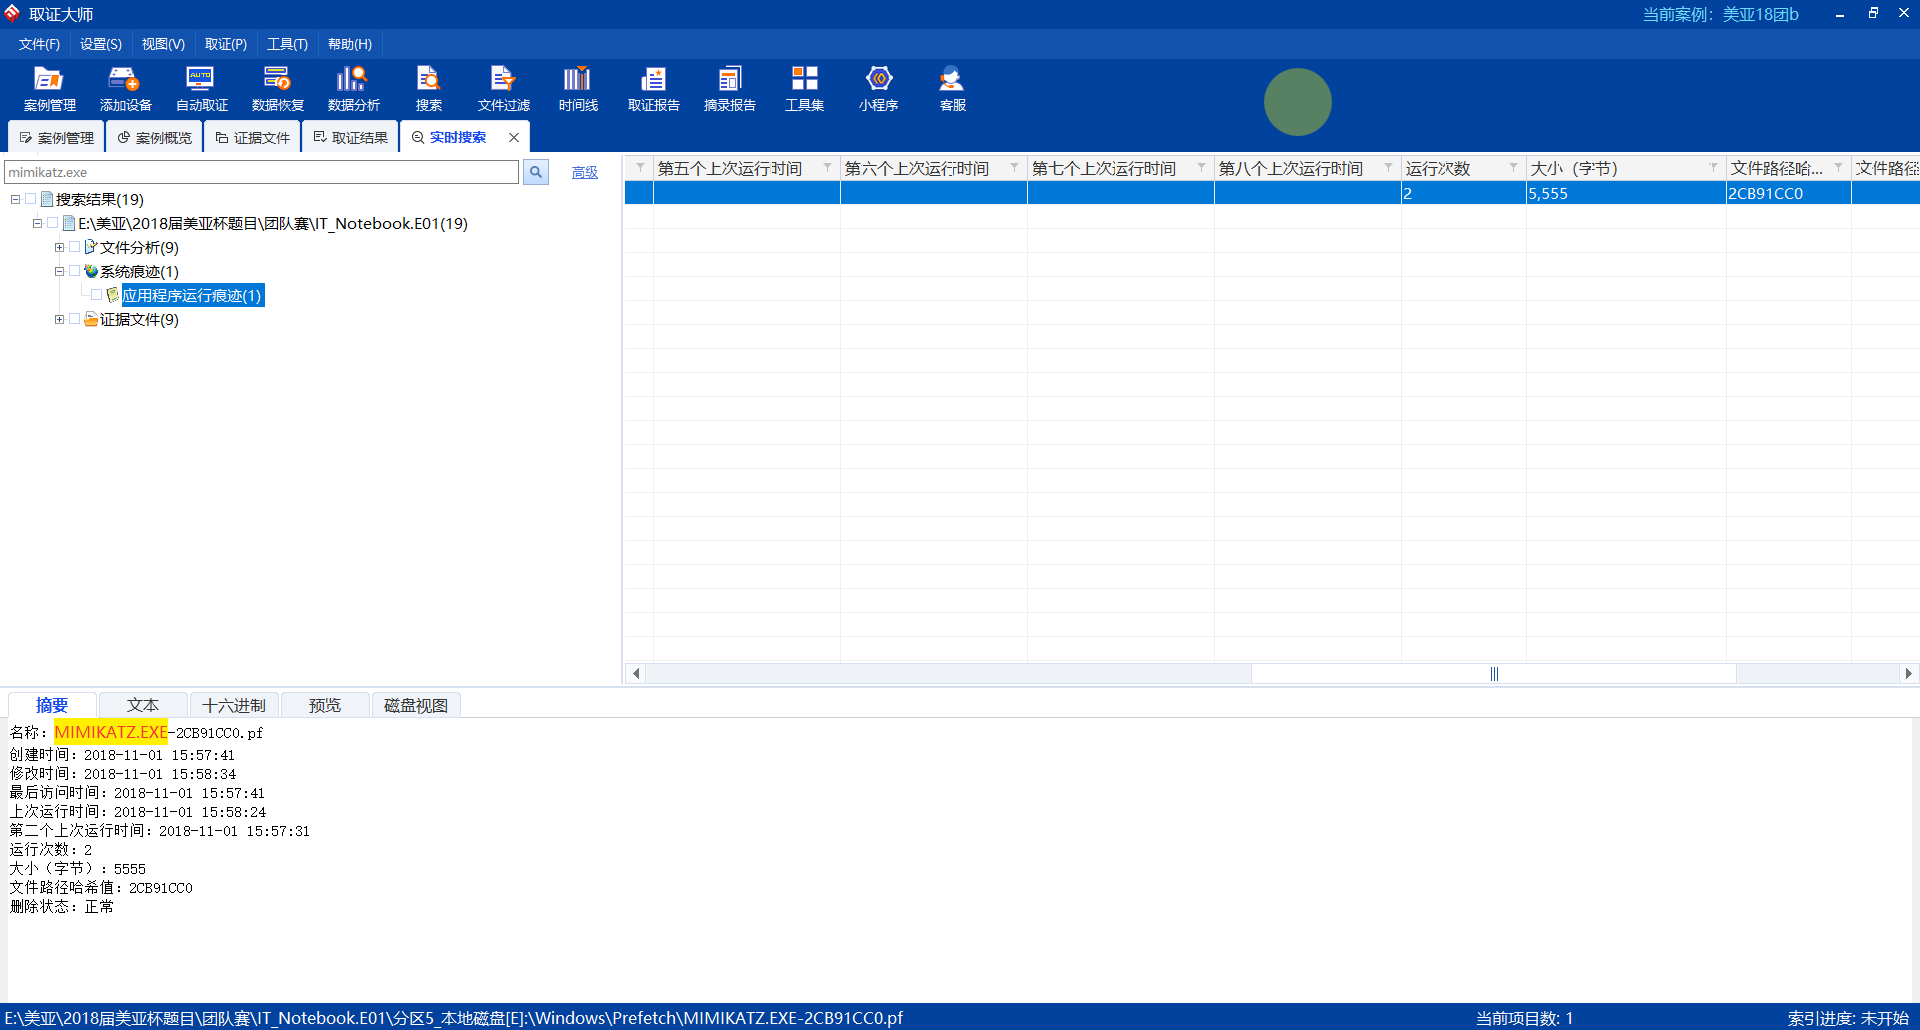 取证大师
当前案例：美亚18团b
文件(F) 设置(S) 视图(V) 取证(P) 工具(T) 帮助(H)
案例管理 添加设备 自动取证 数据恢复 数据分析 搜索 文件过滤 时间线 取证报告 摘录报告 工具集 小程序 客服
案例管理 案例概览 证据文件 取证结果 实时搜索
mimikatz.exe
高级
搜索结果(19)
E:\美亚\2018届美亚杯题目\团队赛\IT_Notebook.E01(19)
文件分析(9)
系统痕迹(1)
应用程序运行痕迹(1)
证据文件(9)
第五个上次运行时间 第六个上次运行时间 第七个上次运行时间 第八个上次运行时间 运行次数 大小（字节） 文件路径哈... 文件路径
2 5,555 2CB91CC0
摘要 文本 十六进制 预览 磁盘视图
名称：MIMIKATZ.EXE-2CB91CC0.pf
创建时间：2018-11-01 15:57:41
修改时间：2018-11-01 15:58:34
最后访问时间：2018-11-01 15:57:41
上次运行时间：2018-11-01 15:58:24
第二个上次运行时间：2018-11-01 15:57:31
运行次数：2
大小（字节）：5555
文件路径哈希值：2CB91CC0
删除状态：正常
E:\美亚\2018届美亚杯题目\团队赛\IT_Notebook.E01\分区5_本地磁盘[E]:\Windows\Prefetch\MIMIKATZ.EXE-2CB91CC0.pf
当前项目数: 1
索引进度: 未开始